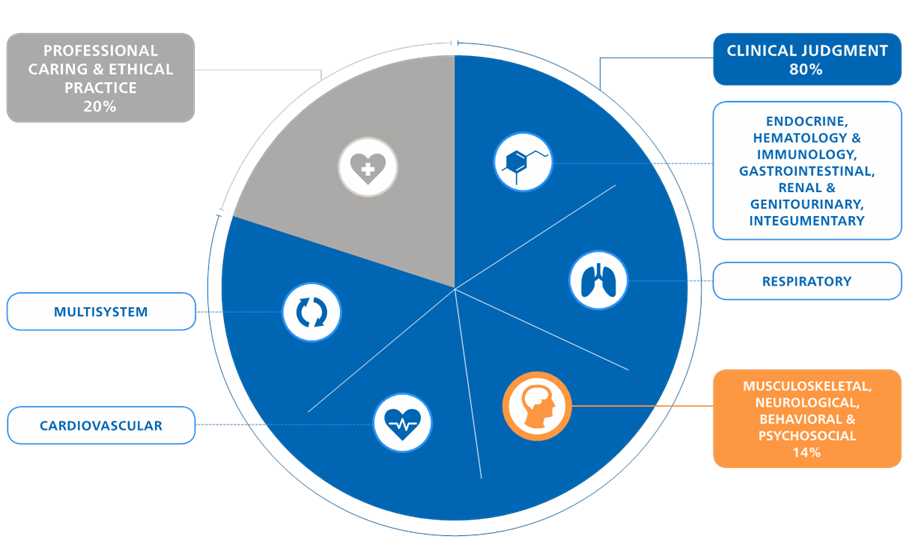 PROFESSIONAL
CARING & ETHICAL
PRACTICE
20%
CLINICAL JUDGMENT
80%
ENDOCRINE,
HEMATOLOGY &
IMMUNOLOGY,
GASTROINTESTINAL,
RENAL &
GENITOURINARY,
INTEGUMENTARY
RESPIRATORY
MULTISYSTEM
MUSCULOSKELETAL,
NEUROLOGICAL,
BEHAVIORAL &
PSYCHOSOCIAL
14%
CARDIOVASCULAR